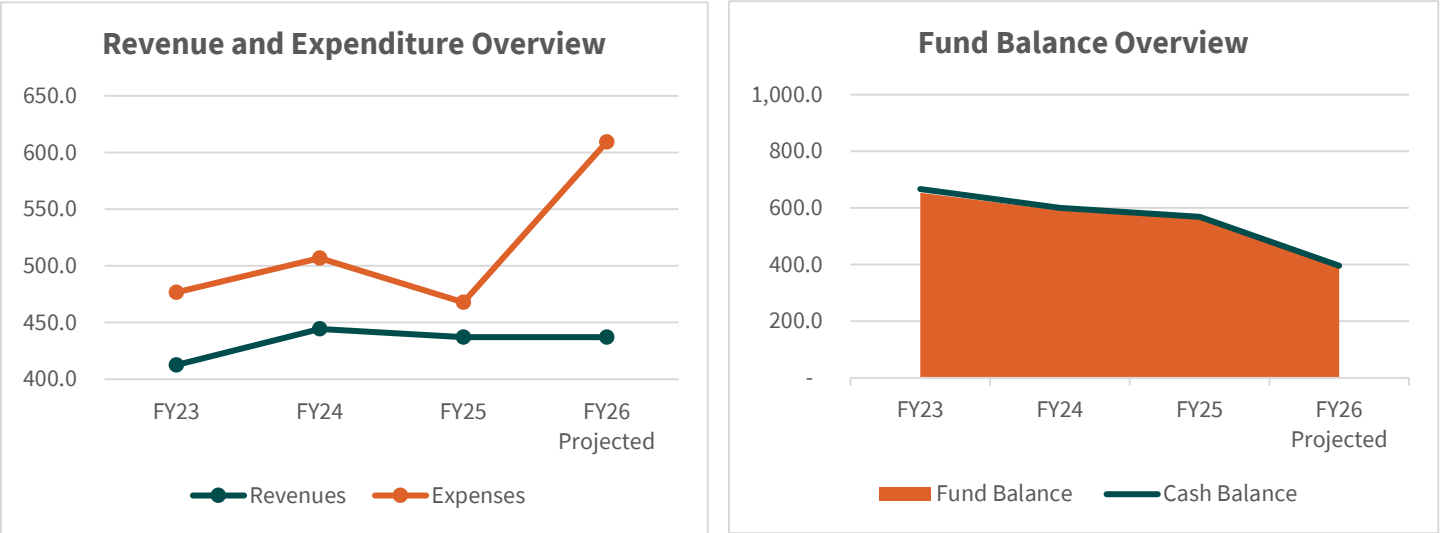 Revenue and Expenditure Overview
650.0
600.0
550.0
500.0
450.0
400.0
FY23 FY24 FY25 FY26
Projected
Revenues Expenses
Fund Balance Overview
1,000.0
800.0
600.0
400.0
200.0
-
FY23 FY24 FY25 FY26
Projected
Fund Balance Cash Balance